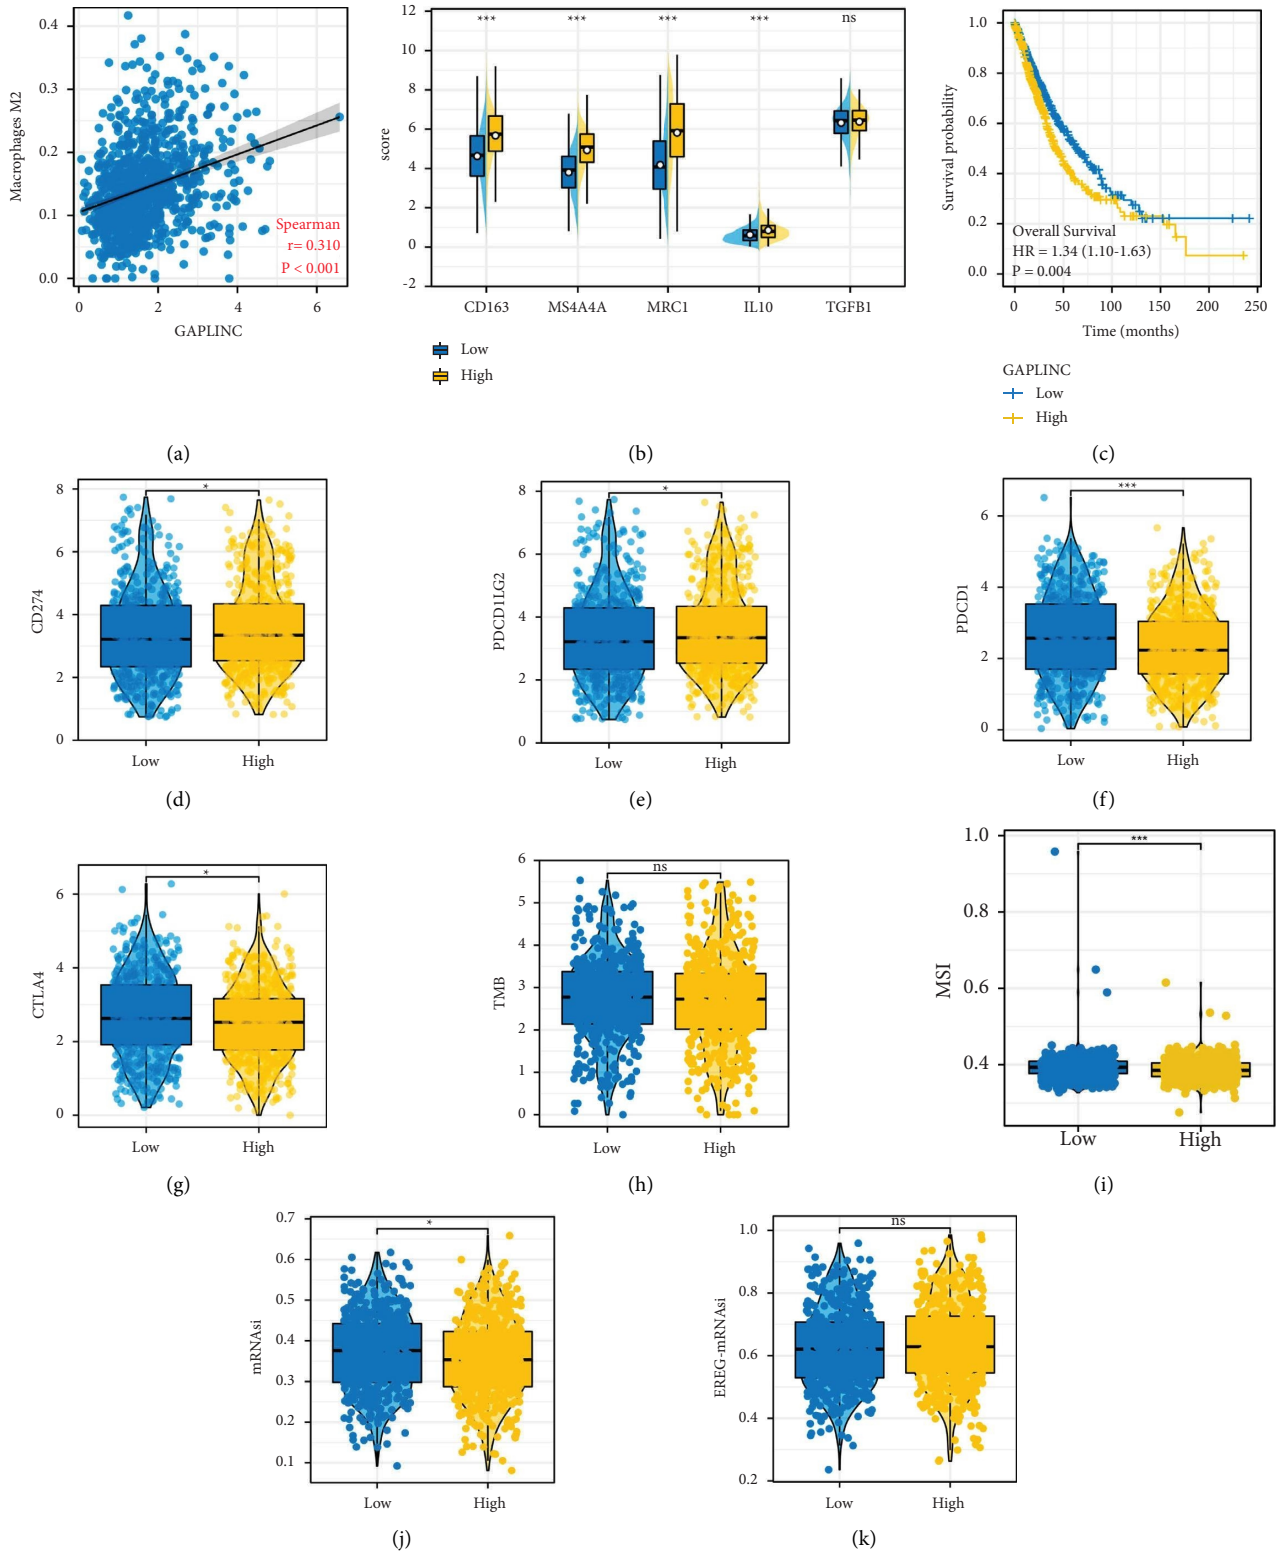 Macrophages M2
0.4
0.3
0.2
0.1
0.0
Spearman
r= 0.310
P < 0.001
0 2 4 6
GAPLINC
(a)
score
12
10
8
6
4
2
0
-2
*** *** *** *** ns
CD163 MS4A4A MRC1 IL10 TGFB1
Low
High
(b)
Survival probability
1.0
0.8
0.6
0.4
0.2
0.0
Overall Survival
HR = 1.34 (1.10-1.63)
P = 0.004
0 50 100 150 200 250
Time (months)
GAPLINC
Low
High
(c)
CD274
8
6
4
2
0
*
Low High
(d)
PDCD1LG2
8
6
4
2
0
*
Low High
(e)
PDCD1
6
4
2
0
***
Low High
(f)
CTLA4
6
4
2
0
*
Low High
(g)
TMB
6
5
4
3
2
1
0
ns
Low High
(h)
MSI
1.0
0.8
0.6
0.4
***
Low High
(i)
mRNAsi
0.7
0.6
0.5
0.4
0.3
0.2
0.1
*
Low High
(j)
EREG-mRNAsi
1.0
0.8
0.6
0.4
0.2
ns
Low High
(k)